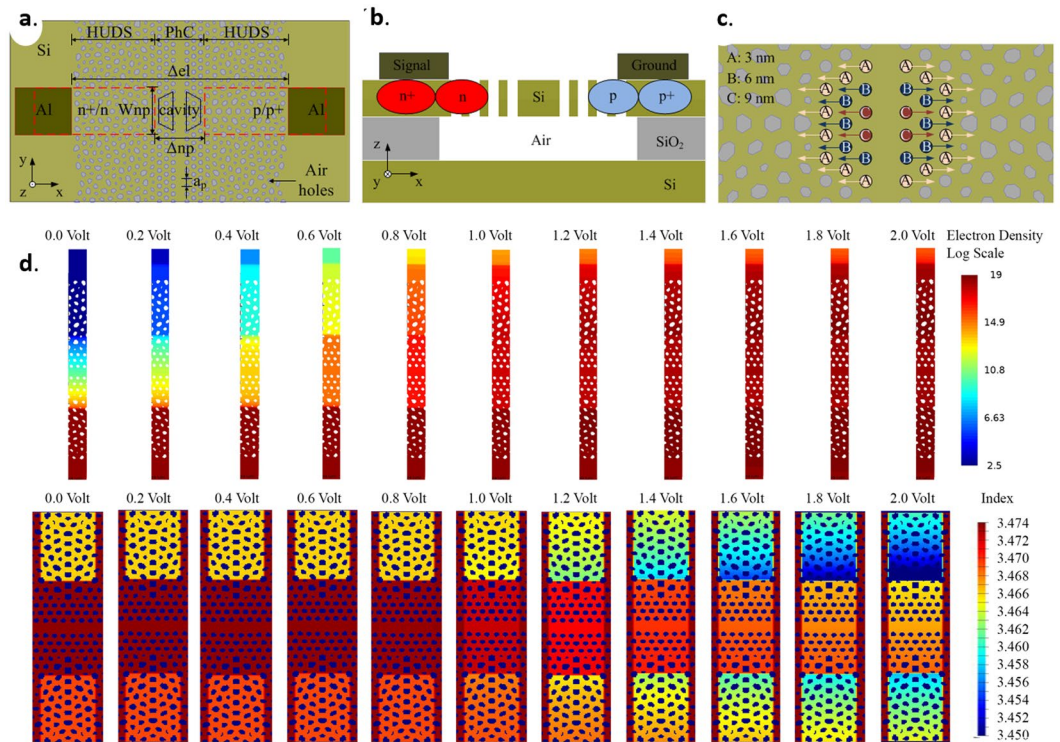 a.
HUDS PhC HUDS
Si
Δel
Al n+/n Wnp cavity p/p+ Al
Δnp
y
z x
a_p
Air
holes
b.
Signal Ground
n+ n Si p p+
z
y x
Air SiO₂
Si
c.
A: 3 nm
B: 6 nm
C: 9 nm
A A A A
A B B A
A B B A
A B C C B A
A B B A
A B C C B A
A B B A
A B C C B A
A B B A
A B B A
A B B A
A A A A
A A
d.
0.0 Volt 0.2 Volt 0.4 Volt 0.6 Volt 0.8 Volt 1.0 Volt 1.2 Volt 1.4 Volt 1.6 Volt 1.8 Volt 2.0 Volt
Electron Density
Log Scale
19
14.9
10.8
6.63
2.5
0.0 Volt 0.2 Volt 0.4 Volt 0.6 Volt 0.8 Volt 1.0 Volt 1.2 Volt 1.4 Volt 1.6 Volt 1.8 Volt 2.0 Volt
Index
3.474
3.470
3.468
3.466
3.464
3.462
3.460
3.458
3.456
3.454
3.452
3.450